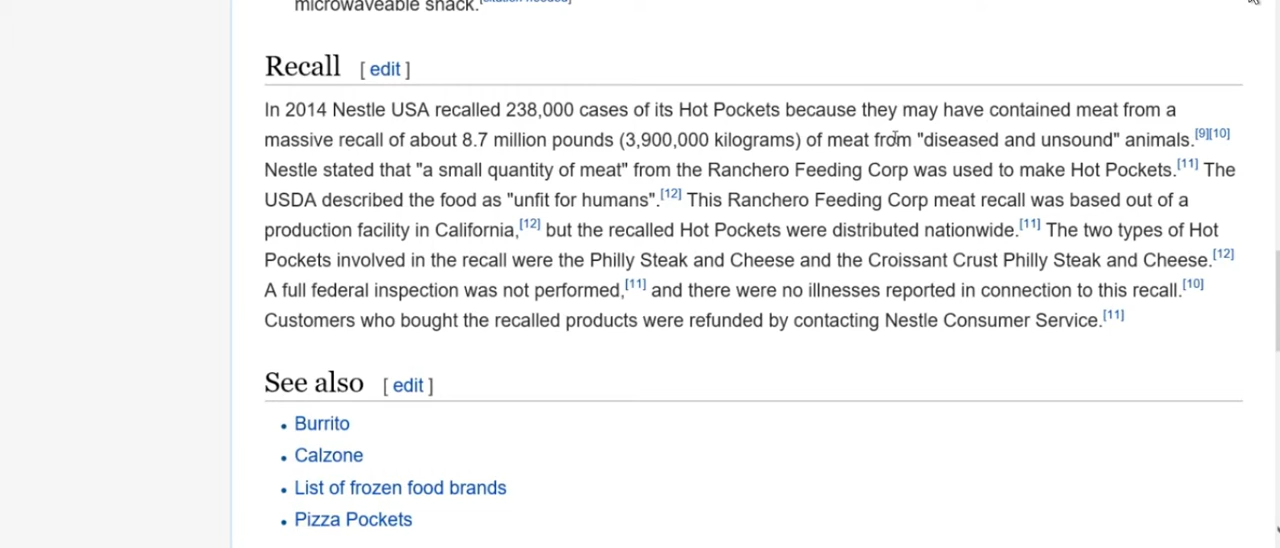 microwaveable snack.[citation needed]
Recall [ edit ]
In 2014 Nestle USA recalled 238,000 cases of its Hot Pockets because they may have contained meat from a
massive recall of about 8.7 million pounds (3,900,000 kilograms) of meat from "diseased and unsound" animals.[9][10]
Nestle stated that "a small quantity of meat" from the Ranchero Feeding Corp was used to make Hot Pockets.[11] The
USDA described the food as "unfit for humans".[12] This Ranchero Feeding Corp meat recall was based out of a
production facility in California,[12] but the recalled Hot Pockets were distributed nationwide.[11] The two types of Hot
Pockets involved in the recall were the Philly Steak and Cheese and the Croissant Crust Philly Steak and Cheese.[12]
A full federal inspection was not performed,[11] and there were no illnesses reported in connection to this recall.[10]
Customers who bought the recalled products were refunded by contacting Nestle Consumer Service.[11]
See also [ edit ]
• Burrito
• Calzone
• List of frozen food brands
• Pizza Pockets